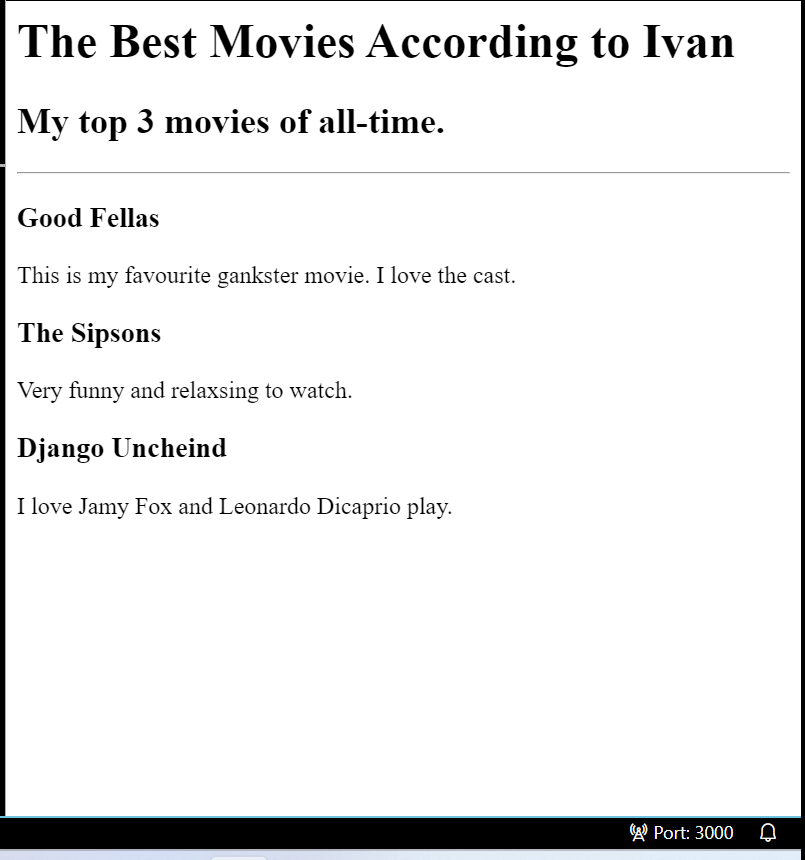 The Best Movies According to Ivan
My top 3 movies of all-time.
Good Fellas
This is my favourite gankster movie. I love the cast.
The Sipsons
Very funny and relaxsing to watch.
Django Uncheind
I love Jamy Fox and Leonardo Dicaprio play.
Port: 3000